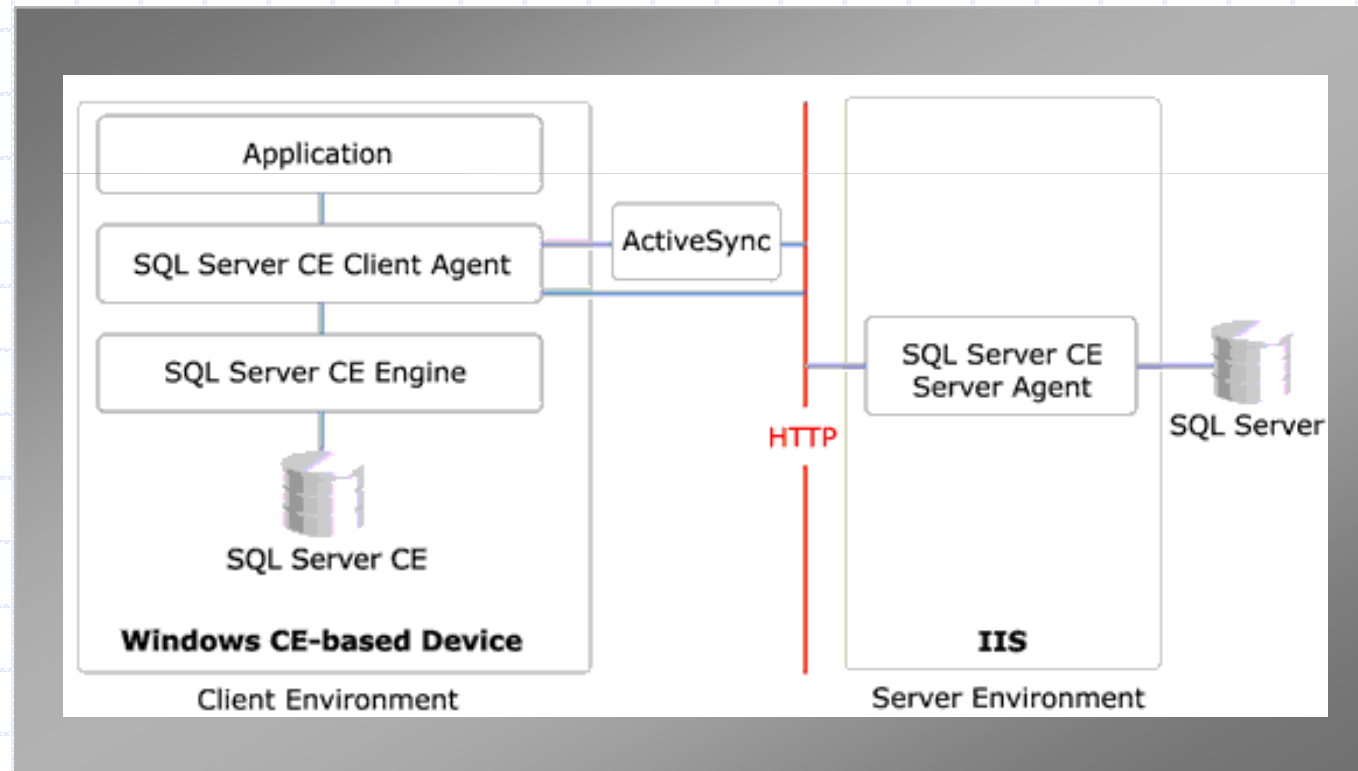 Application
SQL Server CE Client Agent
ActiveSync
SQL Server CE Engine
SQL Server CE
Windows CE-based Device
Client Environment
HTTP
SQL Server CE
Server Agent
SQL Server
IIS
Server Environment